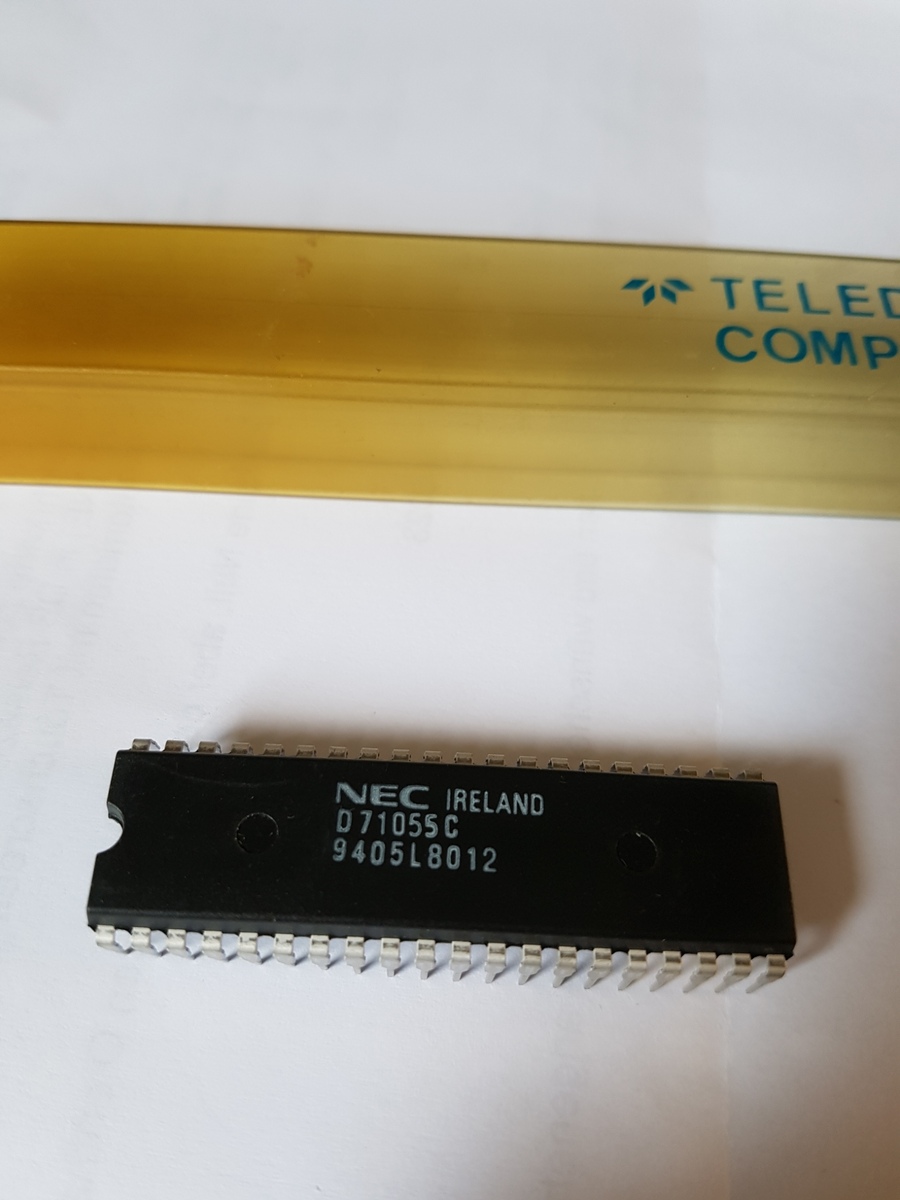 TELED
COMP
NEC IRELAND
D71055C
9405L8012